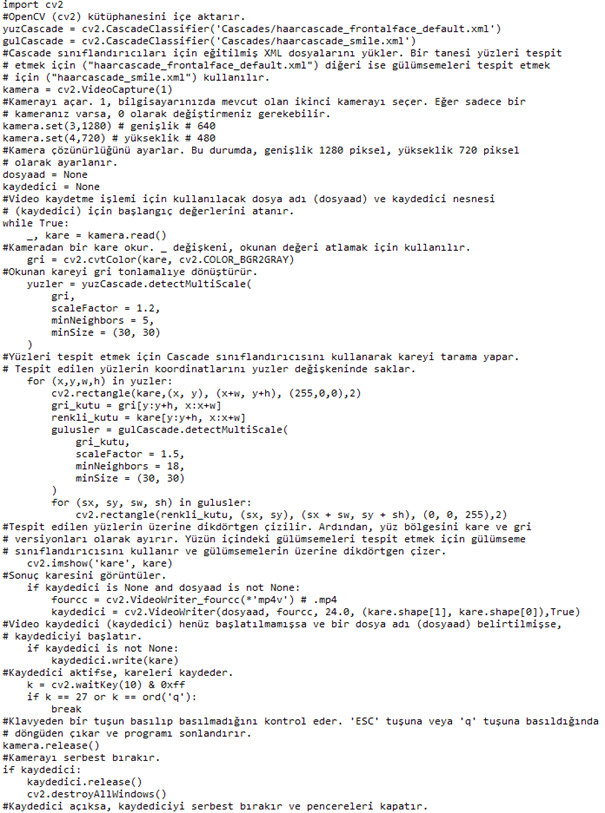 import cv2
#OpenCV (cv2) kütüphanesini içe aktarır.
yuzCascade = cv2.CascadeClassifier('Cascades/haarcascade_frontalface_default.xml')
gulCascade = cv2.CascadeClassifier('Cascades/haarcascade_smile.xml')
#Cascade sınıflandırıcıları için eğitilmiş XML dosyalarını yükler. Bir tanesi yüzleri tespit
# etmek için ("haarcascade_frontalface_default.xml") diğeri ise gülümsemeleri tespit etmek
# için ("haarcascade_smile.xml") kullanılır.
kamera = cv2.VideoCapture(1)
#Kamerayı açar. 1, bilgisayarınızda mevcut olan ikinci kamerayı seçer. Eğer sadece bir
# kameranız varsa, 0 olarak değiştirmeniz gerekebilir.
kamera.set(3,1280) # genişlik # 640
kamera.set(4,720) # yükseklik # 480
#Kamera çözünürlüğünü ayarlar. Bu durumda, genişlik 1280 piksel, yükseklik 720 piksel
# olarak ayarlanır.
dosyaad = None
kaydedici = None
#Video kaydetme işlemi için kullanılacak dosya adı (dosyaad) ve kaydedici nesnesi
# (kaydedici) için başlangıç değerlerini atanır.
while True:
    _, kare = kamera.read()
#Kameradan bir kare okur. _ değişkeni, okunan değeri atlamak için kullanılır.
    gri = cv2.cvtColor(kare, cv2.COLOR_BGR2GRAY)
#Okunan kareyi gri tonlamalıye dönüştürür.
    yuzler = yuzCascade.detectMultiScale(
        gri,
        scaleFactor = 1.2,
        minNeighbors = 5,
        minSize = (30, 30)
    )
#Yüzleri tespit etmek için Cascade sınıflandırıcısını kullanarak kareyi tarama yapar.
# Tespit edilen yüzlerin koordinatlarını yuzler değişkeninde saklar.
    for (x,y,w,h) in yuzler:
        cv2.rectangle(kare,(x, y), (x+w, y+h), (255,0,0),2)
        gri_kutu = gri[y:y+h, x:x+w]
        renkli_kutu = kare[y:y+h, x:x+w]
        gulusler = gulCascade.detectMultiScale(
            gri_kutu,
            scaleFactor = 1.5,
            minNeighbors = 18,
            minSize = (30, 30)
        )
        for (sx, sy, sw, sh) in gulusler:
            cv2.rectangle(renkli_kutu, (sx, sy), (sx + sw, sy + sh), (0, 0, 255),2)
#Tespit edilen yüzlerin üzerine dikdörtgen çizilir. Ardından, yüz bölgesini kare ve gri
# versiyonları olarak ayırır. Yüzün içindeki gülümsemeleri tespit etmek için gülümseme
# sınıflandırıcısını kullanır ve gülümsemelerin üzerine dikdörtgen çizer.
    cv2.imshow('kare', kare)
#Sonuç karesini görüntüler.
    if kaydedici is None and dosyaad is not None:
        fourcc = cv2.VideoWriter_fourcc(*'mp4v') # .mp4
        kaydedici = cv2.VideoWriter(dosyaad, fourcc, 24.0, (kare.shape[1], kare.shape[0]),True)
#Video kaydedici (kaydedici) henüz başlatılmamışsa ve bir dosya adı (dosyaad) belirtilmişse,
# kaydediciyi başlatır.
    if kaydedici is not None:
        kaydedici.write(kare)
#Kaydedici aktifse, kareleri kaydeder.
    k = cv2.waitKey(10) & 0xff
    if k == 27 or k == ord('q'):
        break
#Klavyeden bir tuşun basılıp basılmadığını kontrol eder. 'ESC' tuşuna veya 'q' tuşuna basıldığında
# döngüden çıkar ve programı sonlandırır.
kamera.release()
#Kamerayı serbest bırakır.
if kaydedici:
    kaydedici.release()
    cv2.destroyAllWindows()
#Kaydedici açıksa, kaydediciyi serbest bırakır ve pencereleri kapatır.